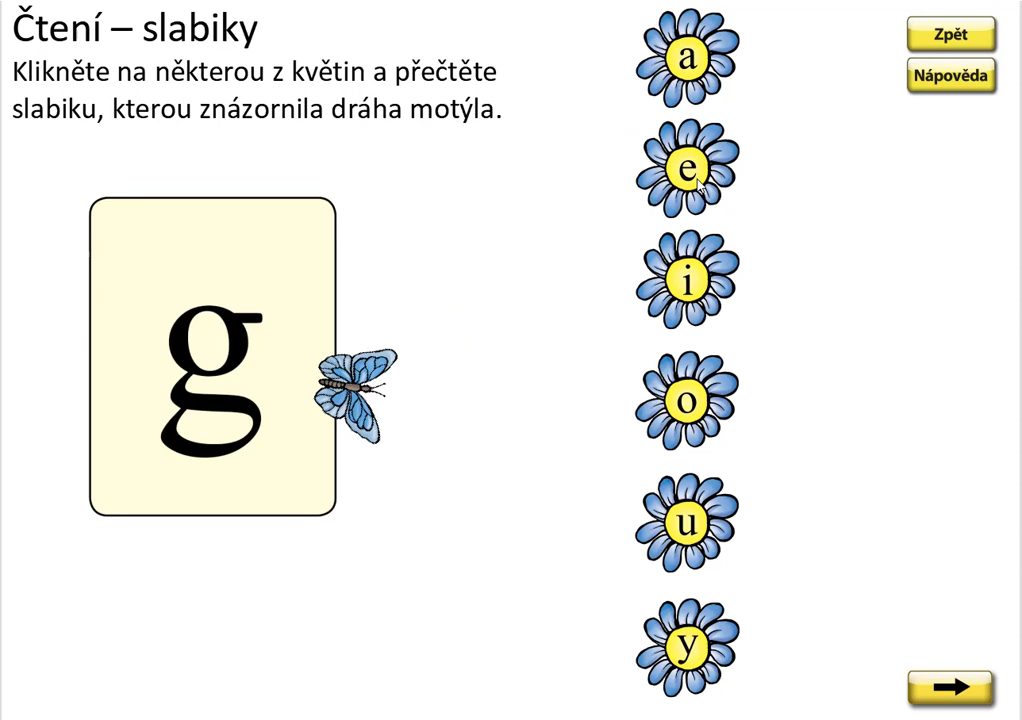 Čtení – slabiky
Klikněte na některou z květin a přečtěte
slabiku, kterou znázornila dráha motýla.
Zpět
Nápověda
g
a
e
i
o
u
y